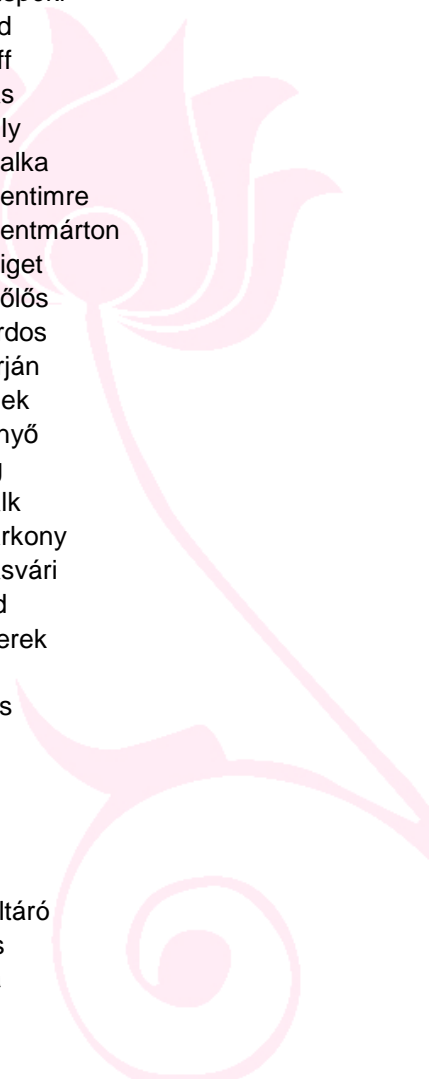 d
ff
s
ly
alka
entimre
entmárton
iget
őlős
rdos
rján
ek
nyő
lk
rkony
svári
d
erek
s
ltáró
s